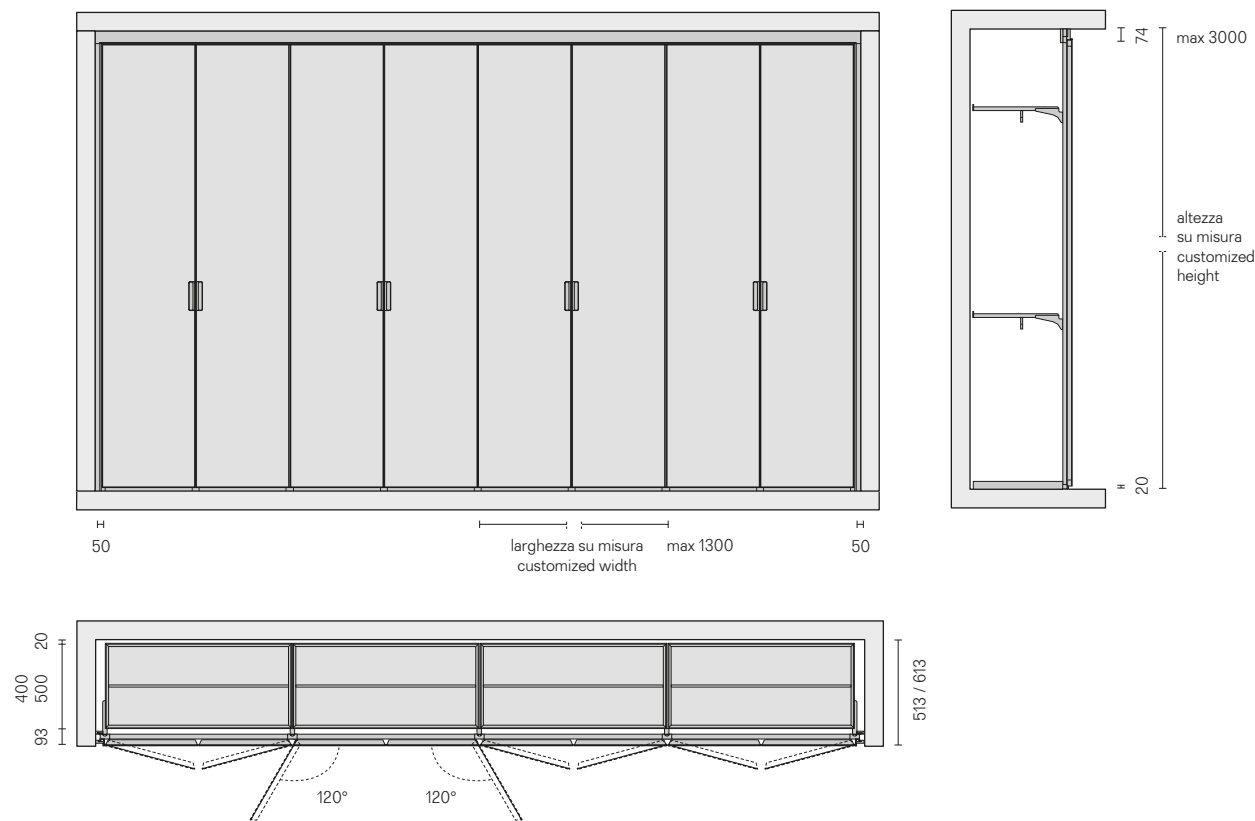 74
max 3000
altezza
su misura
customized
height
20
50
larghezza su misura
customized width
max 1300
50
20
400
500
93
513 / 613
120°
120°